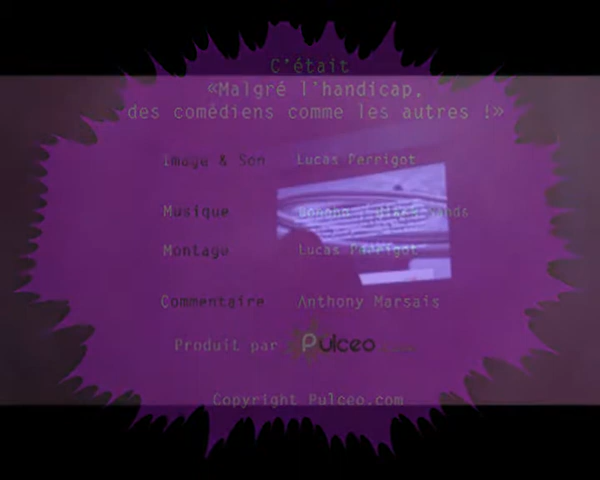 C'était
«Malgré l'handicap,
des comédiens comme les autres !»
Image & Son Lucas Perrigot
Musique Bonobo
Montage Lucas Perrigot
Commentaire Anthony Marsais
Produit par Pulceo
Copyright Pulceo.com